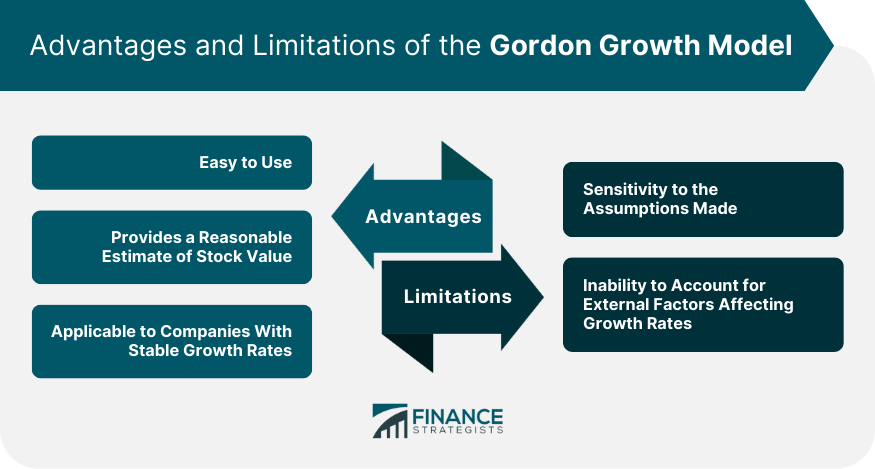 Advantages and Limitations of the Gordon Growth Model
Easy to Use
Provides a Reasonable
Estimate of Stock Value
Applicable to Companies With
Stable Growth Rates
Advantages
Limitations
Sensitivity to the
Assumptions Made
Inability to Account for
External Factors Affecting
Growth Rates
FINANCE
STRATEGISTS